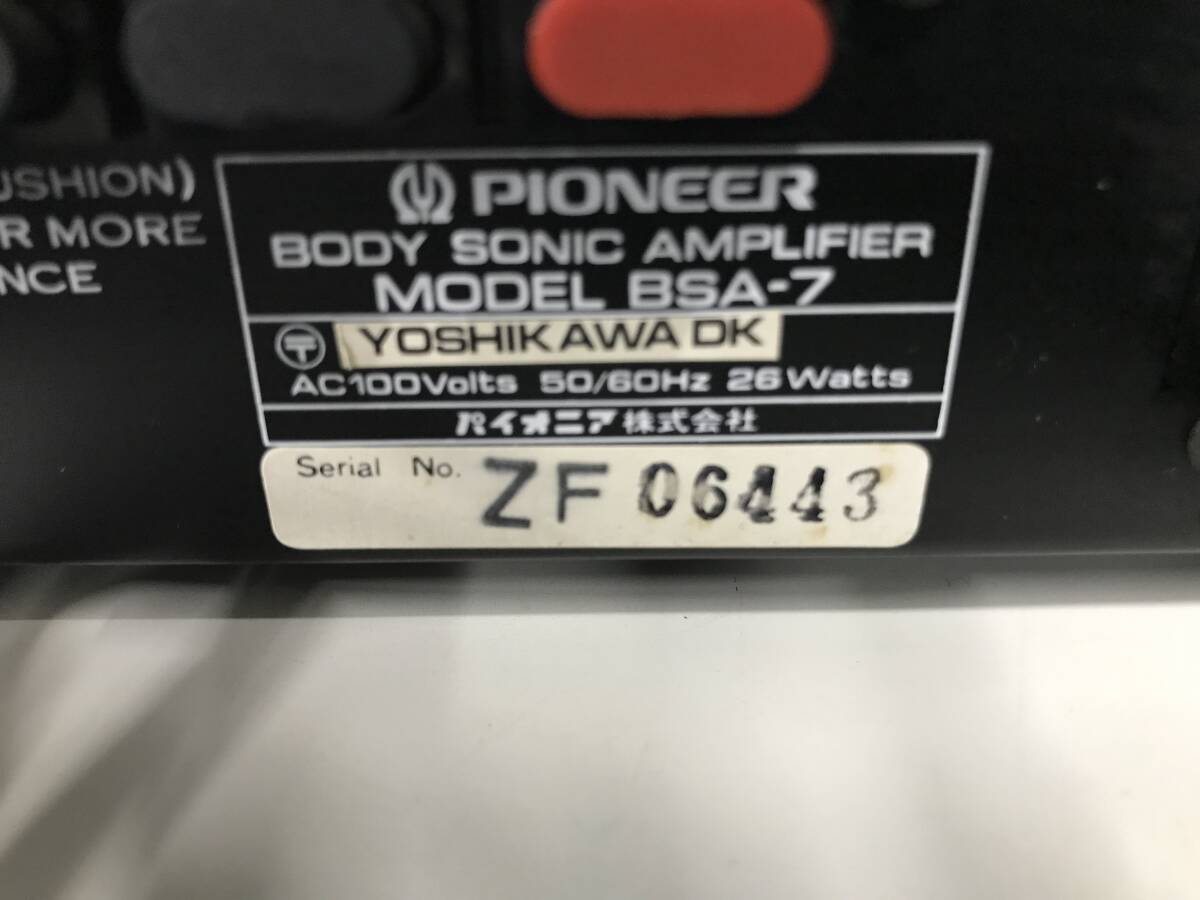 USHION)
R MORE
NCE
PIONEER
BODY SONIC AMPLIFIER
MODEL BSA-7
〒 YOSHIKAWA DK
AC100Volts 50/60Hz 26Watts
パイオニア株式会社
Serial No. ZF 06443